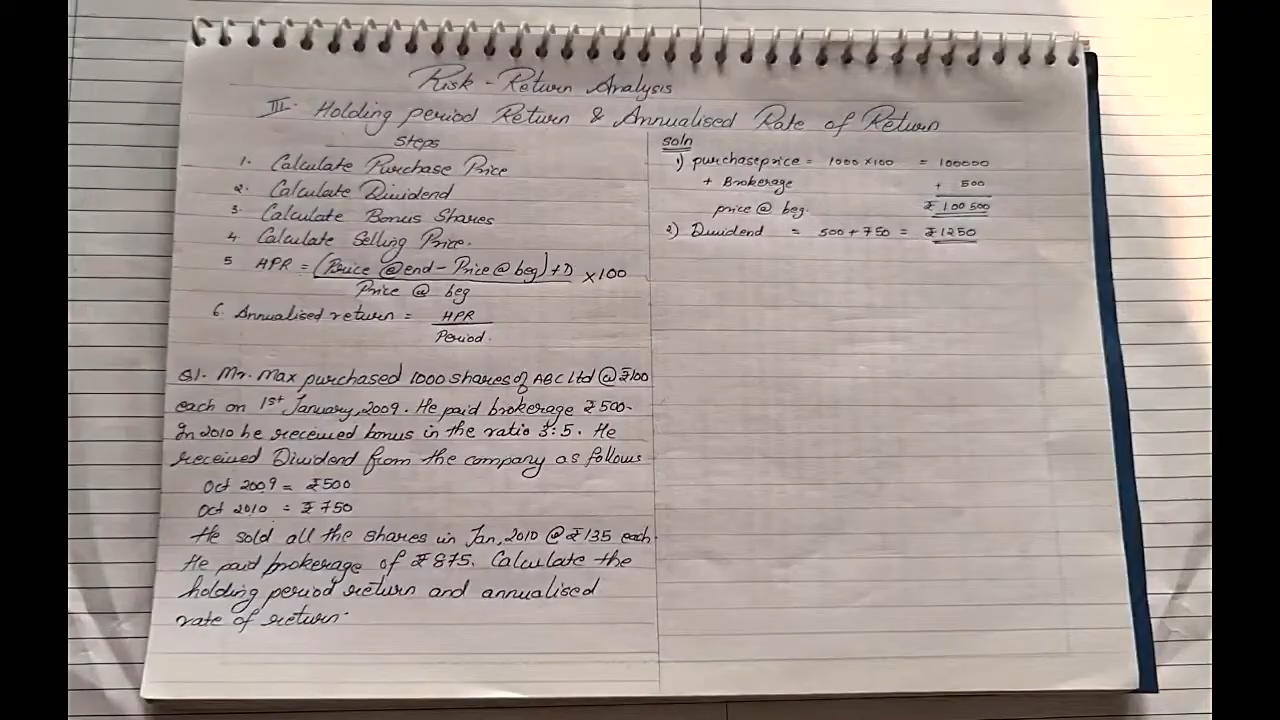 Risk - Return Analysis
III. Holding period Return & Annualised Rate of Return
Steps
1. Calculate Purchase Price
2. Calculate Dividend
3 Calculate Bonus Shares
4 Calculate Selling Price.
5 HPR = (Price @ end - Price @ beg) + D × 100
Price @ beg
6. Annualised return = HPR
Period.
Q1. Mr. Max purchased 1000 shares of ABC Ltd @ ₹100
each on 1st January, 2009. He paid brokerage ₹500.
In 2010 he received bonus in the ratio 3:5. He
received Dividend from the company as follows
Oct 2009 = ₹500
Oct 2010 = ₹750
He sold all the shares in Jan, 2010 @ ₹135 each.
He paid brokerage of ₹875. Calculate the
holding period return and annualised
rate of return.
Soln
1) purchase price = 1000 × 100 = 100000
+ Brokerage + 500
price @ beg. ₹100500
2) Dividend = 500 + 750 = ₹1250